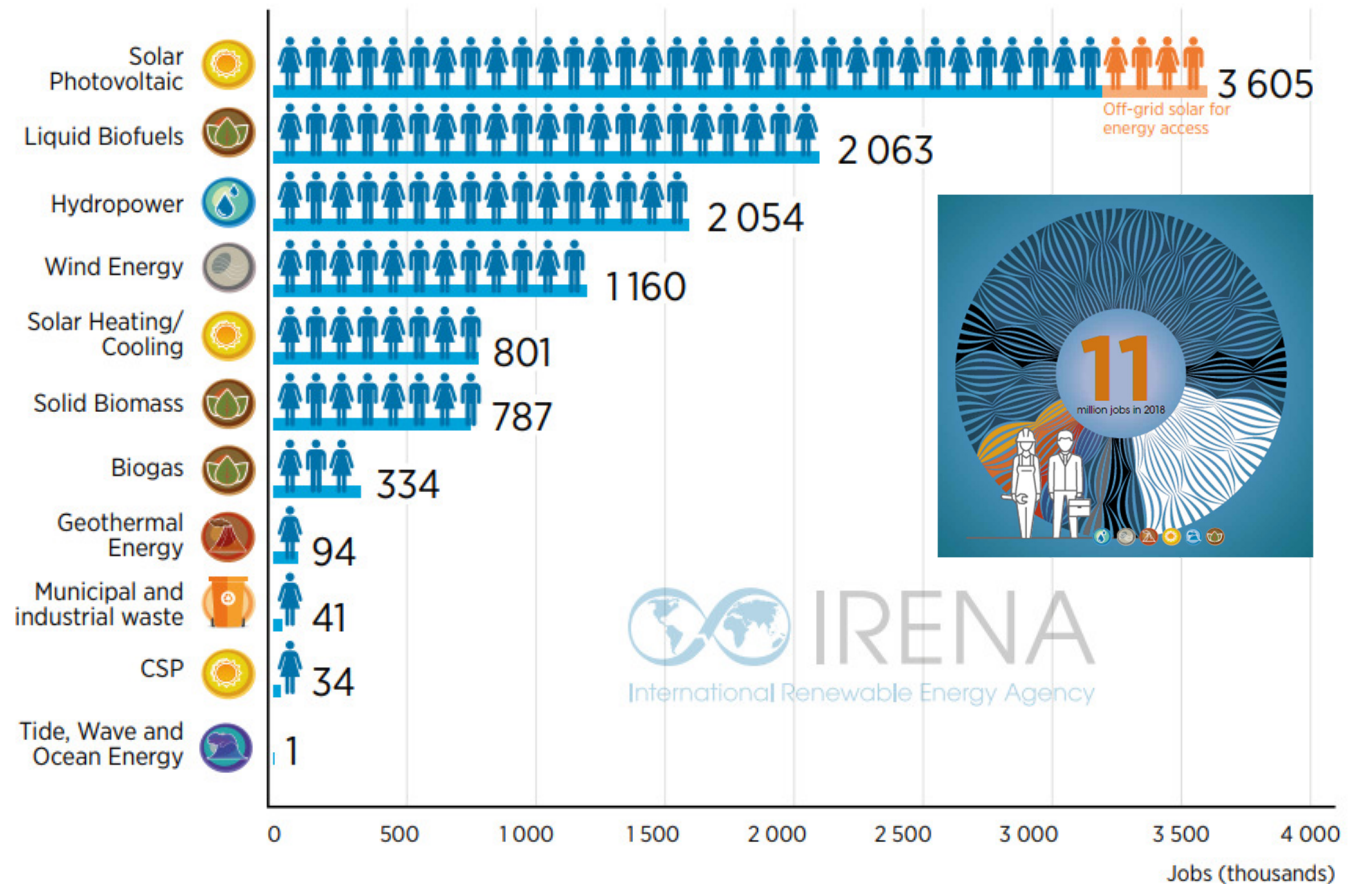 Solar
Photovoltaic
3 605
Off-grid solar for
energy access
Liquid Biofuels
2 063
Hydropower
2 054
Wind Energy
1 160
Solar Heating/
Cooling
801
Solid Biomass
787
Biogas
334
Geothermal
Energy
94
Municipal and
industrial waste
41
CSP
34
Tide, Wave and
Ocean Energy
1
11
million jobs in 2018
IRENA
International Renewable Energy Agency
0 500 1 000 1 500 2 000 2 500 3 000 3 500 4 000
Jobs (thousands)